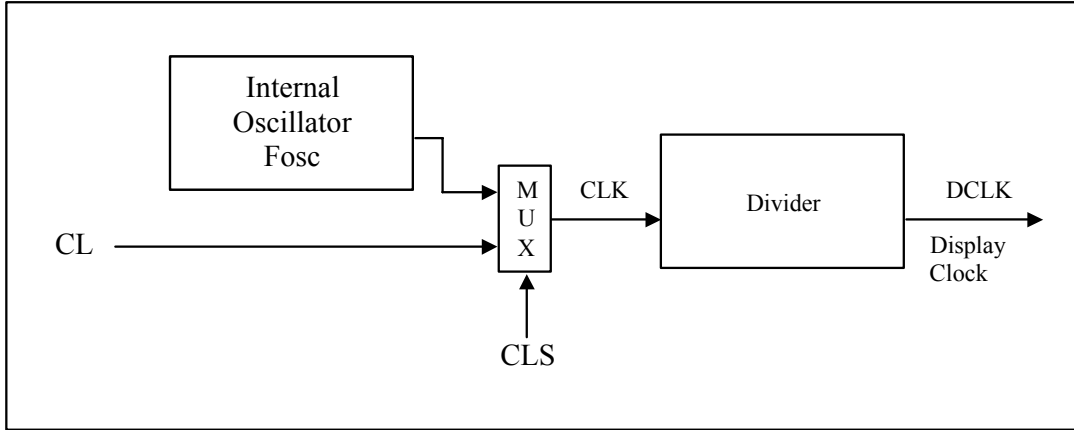 Internal
Oscillator
Fosc
M
U
X
CLK
Divider
DCLK
Display
Clock
CL
CLS